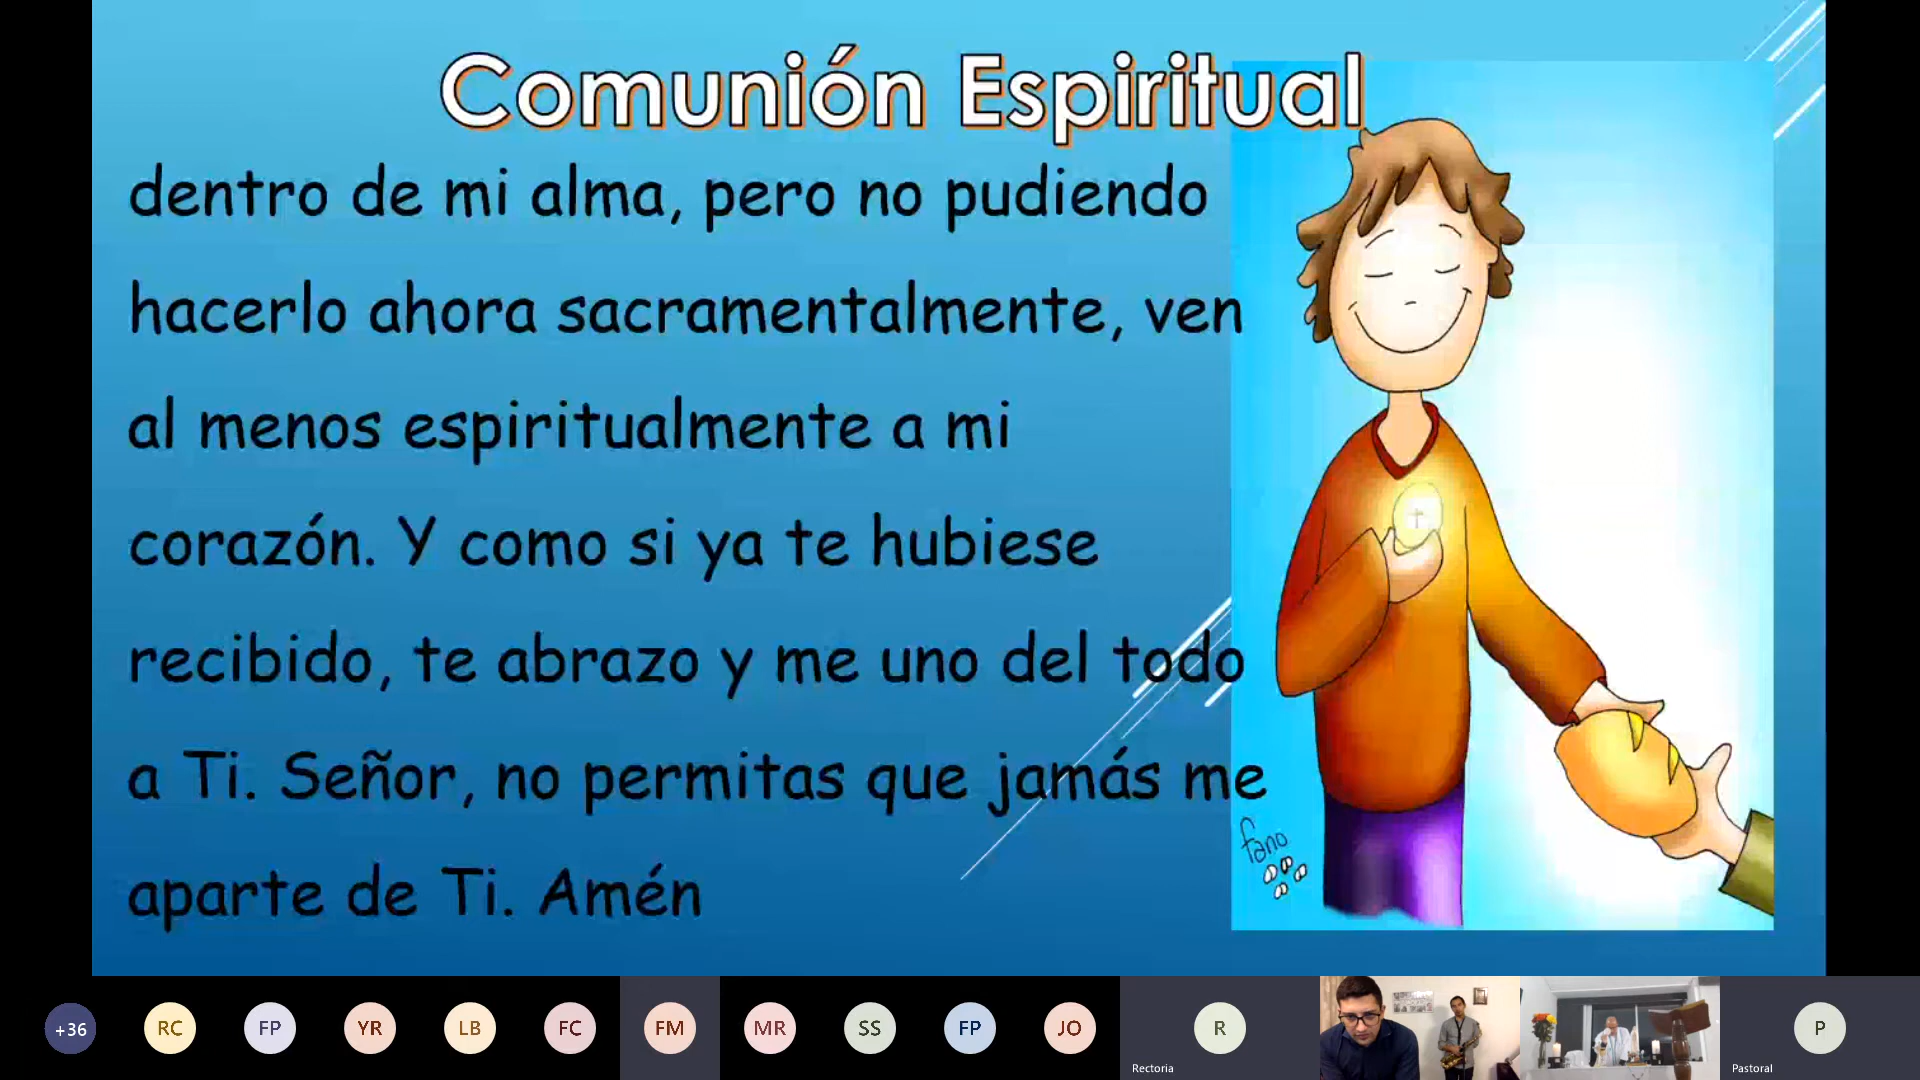 Comunión Espiritual
dentro de mi alma, pero no pudiendo
hacerlo ahora sacramentalmente, ven
al menos espiritualmente a mi
corazón. Y como si ya te hubiese
recibido, te abrazo y me uno del todo
a Ti. Señor, no permitas que jamás me
aparte de Ti. Amén
fano
+36
RC
FP
YR
LB
FC
FM
MR
SS
FP
JO
R
P
Rectoria
Pastoral